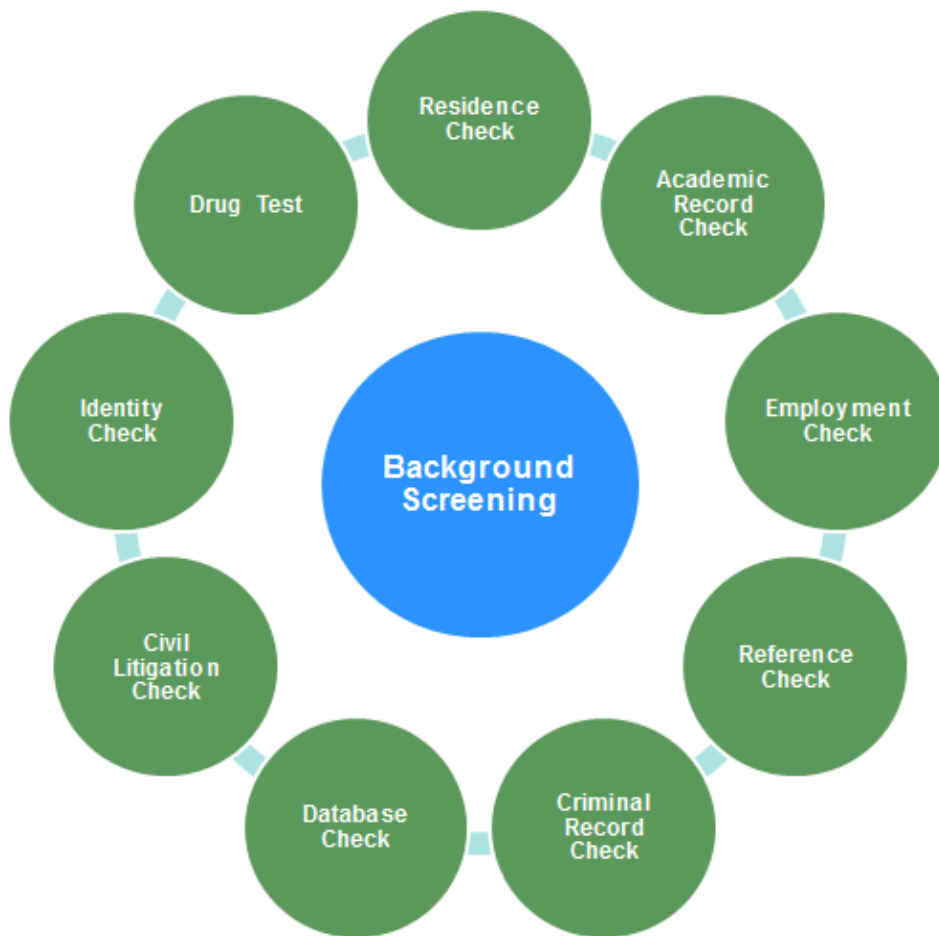 Residence
Check
Academic
Record
Check
Employment
Check
Reference
Check
Criminal
Record
Check
Database
Check
Civil
Litigation
Check
Identity
Check
Drug Test
Background
Screening